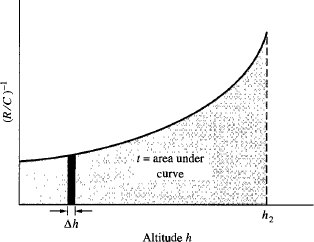 (R/C)⁻¹
t = area under
curve
Δh
h₂
Altitude h